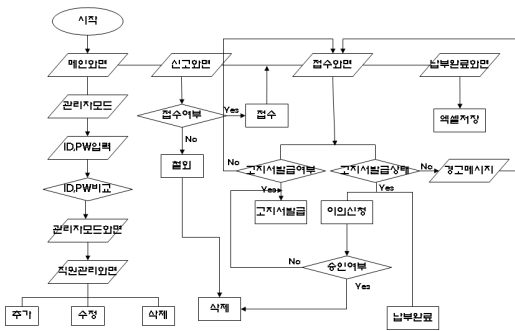 시작
메인화면
신고화면
접수화면
납부완료화면
관리자모드
접수여부
Yes
접수
엑셀저장
ID,PW입력
No
철회
No
고지서발급여부
고지서발급상태
No
경고메시지
ID,PW비교
Yes
Yes
고지서발급
이의신청
관리자모드화면
직원관리화면
No
승인여부
Yes
추가
수정
삭제
삭제
납부완료